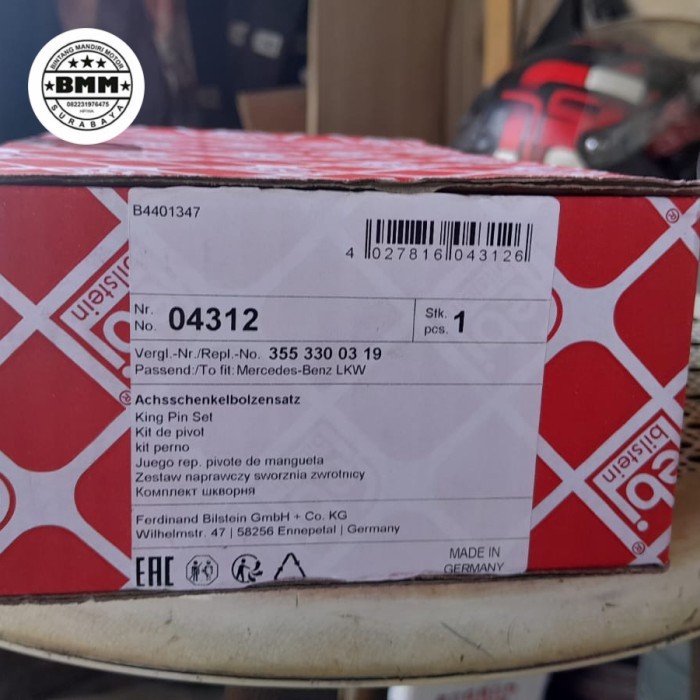 BINTANG MANDIRI MOTOR
BMM
082231976475
SURABAYA
B4401347
4 027816 043126
Nr.
No. 04312
Stk.
pcs. 1
Vergl.-Nr./Repl.-No. 355 330 03 19
Passend:/To fit: Mercedes-Benz LKW
Achsschenkelbolzensatz
King Pin Set
Kit de pivot
kit perno
Juego rep. pivote de mangueta
Zestaw naprawczy sworznia zwrotnicy
Комплект шкворня
Ferdinand Bilstein GmbH + Co. KG
Wilhelmstr. 47 | 58256 Ennepetal | Germany
EAC
MADE IN
GERMANY
febi
bilstein
febi
bilstein